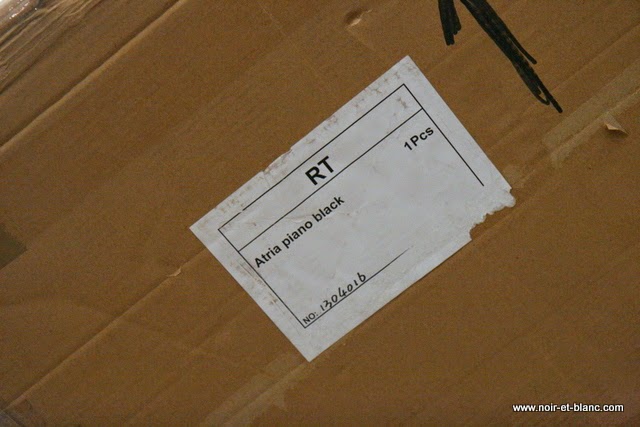 RT
1Pcs
Atria piano black
NO: 1304016
www.noir-et-blanc.com